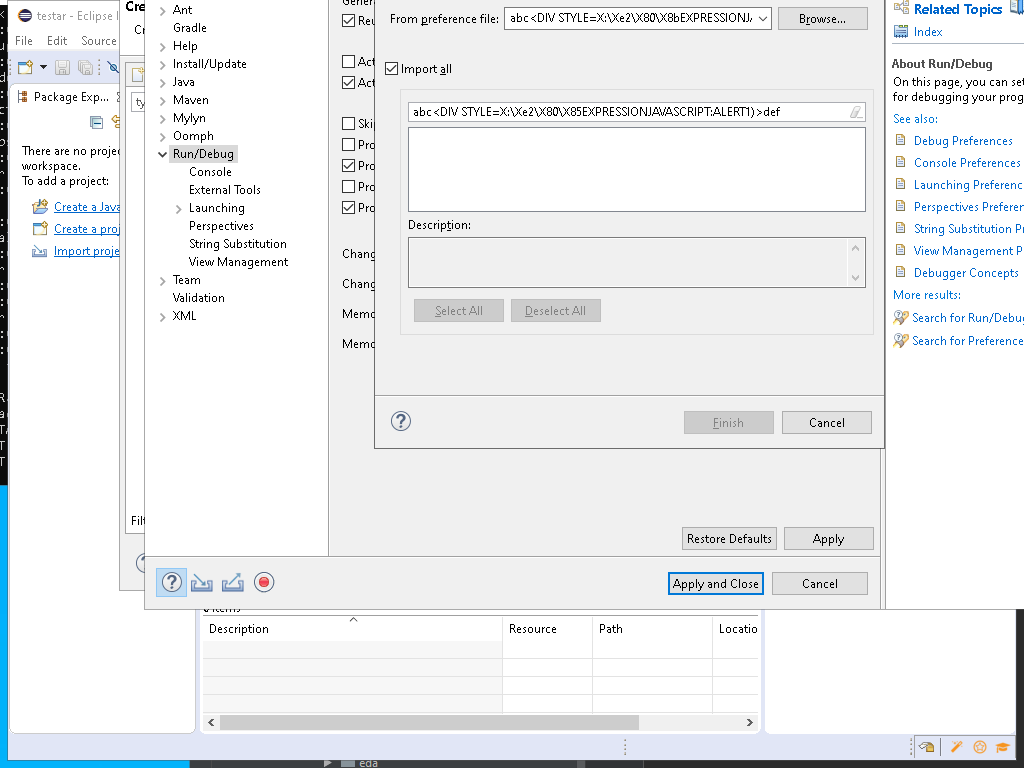 testar - Eclipse I
File Edit Source
Package Exp...
There are no projec
workspace.
To add a project:
Create a Java
Create a proj
Import proje
Cre
Cr
ty
Filt
Ant
Gradle
Help
Install/Update
Java
Maven
Mylyn
Oomph
Run/Debug
Console
External Tools
Launching
Perspectives
String Substitution
View Management
Team
Validation
XML
Genera
Reu
Act
Act
Skip
Pro
Pro
Pro
Pro
Chang
Chang
Memo
Memo
From preference file:
abc<DIV STYLE=X:\Xe2\X80\X8bEXPRESSIONJA
Browse...
Import all
abc<DIV STYLE=X:\Xe2\X80\X85EXPRESSIONJAVASCRIPT:ALERT1)>def
Description:
Select All Deselect All
Finish Cancel
Restore Defaults Apply
Apply and Close Cancel
Related Topics
Index
About Run/Debug
On this page, you can set
for debugging your prog
See also:
Debug Preferences
Console Preferences
Launching Preferenc
Perspectives Preferen
String Substitution Pr
View Management P
Debugger Concepts
More results:
Search for Run/Debug
Search for Preference
0 items
Description Resource Path Locatio
eda